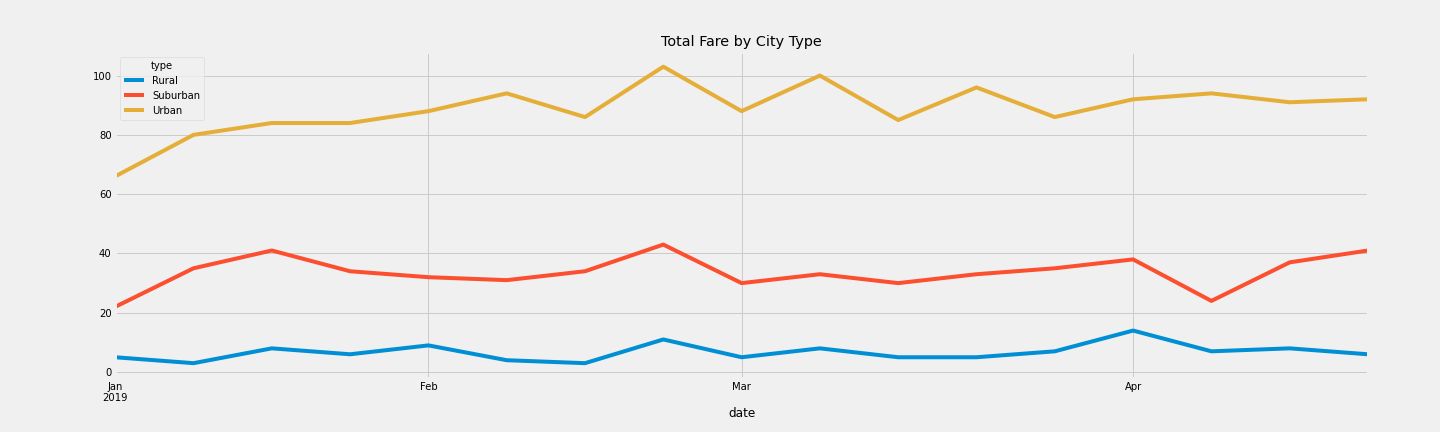 Total Fare by City Type
type
Rural
Suburban
Urban
100
80
60
40
20
0
Jan
2019
Feb
Mar
Apr
date